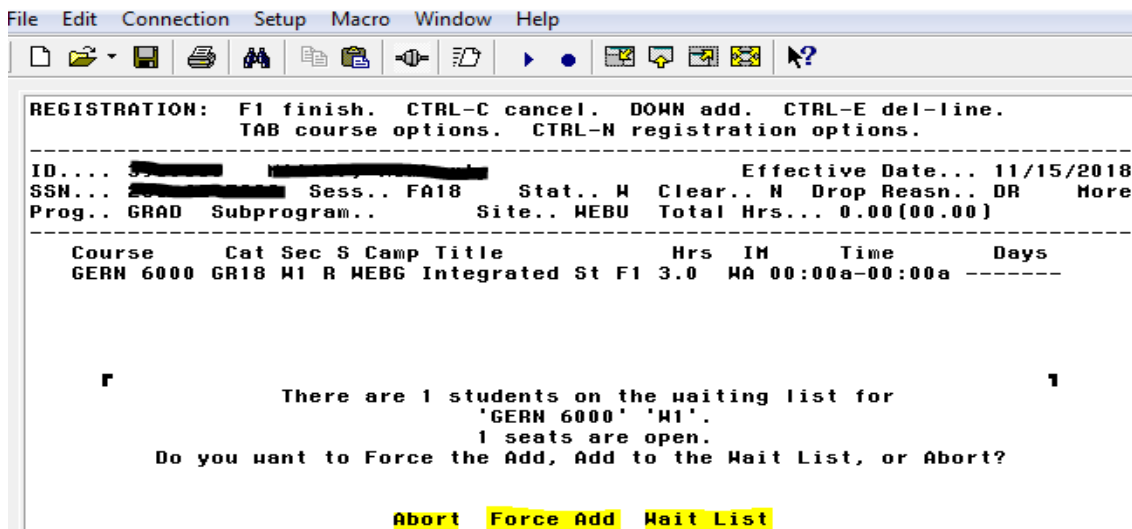 File Edit Connection Setup Macro Window Help
REGISTRATION: F1 finish. CTRL-C cancel. DOWN add. CTRL-E del-line.
TAB course options. CTRL-N registration options.
ID.... Effective Date... 11/15/2018
SSN... Sess.. FA18 Stat.. W Clear.. N Drop Reasn.. DR More
Prog.. GRAD Subprogram.. Site.. WEBU Total Hrs... 0.00(00.00)
Course Cat Sec S Camp Title Hrs IM Time Days
GERN 6000 GR18 W1 R WEBG Integrated St F1 3.0 WA 00:00a-00:00a -------
There are 1 students on the waiting list for
'GERN 6000' 'W1'.
1 seats are open.
Do you want to Force the Add, Add to the Wait List, or Abort?
Abort Force Add Wait List